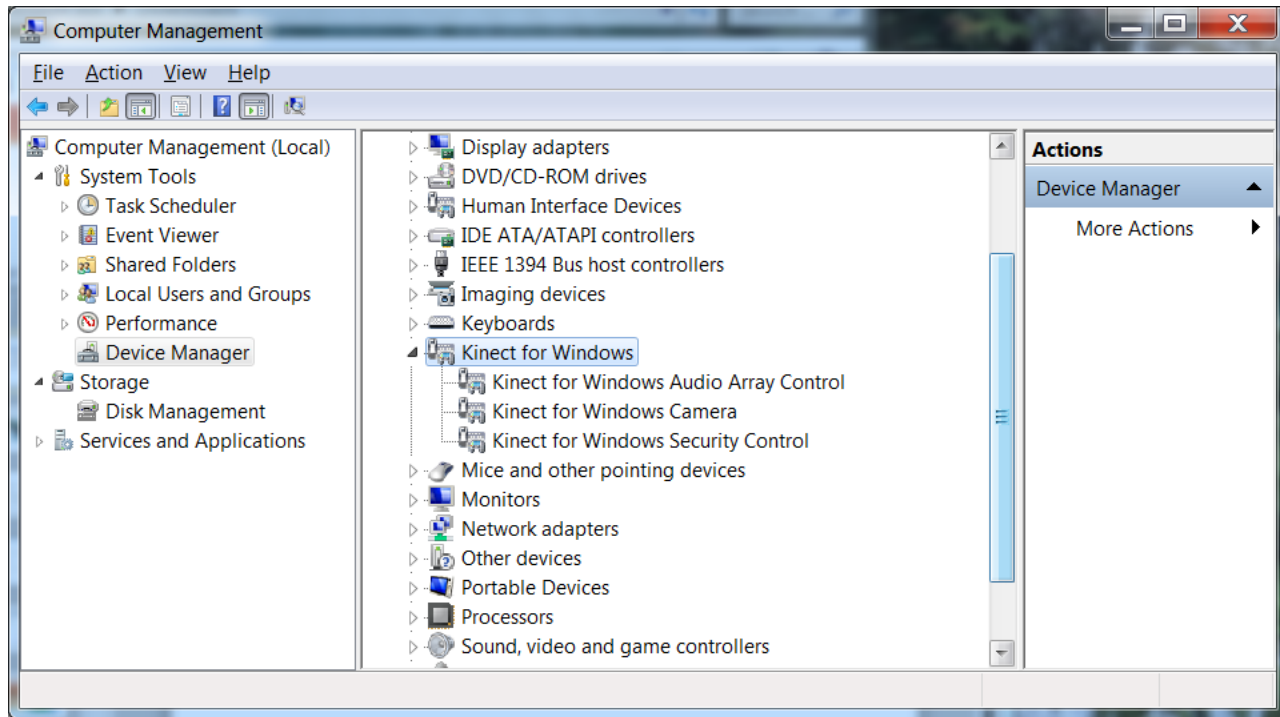 Computer Management
File Action View Help
Computer Management (Local)
System Tools
Task Scheduler
Event Viewer
Shared Folders
Local Users and Groups
Performance
Device Manager
Storage
Disk Management
Services and Applications
Display adapters
DVD/CD-ROM drives
Human Interface Devices
IDE ATA/ATAPI controllers
IEEE 1394 Bus host controllers
Imaging devices
Keyboards
Kinect for Windows
Kinect for Windows Audio Array Control
Kinect for Windows Camera
Kinect for Windows Security Control
Mice and other pointing devices
Monitors
Network adapters
Other devices
Portable Devices
Processors
Sound, video and game controllers
Actions
Device Manager
More Actions